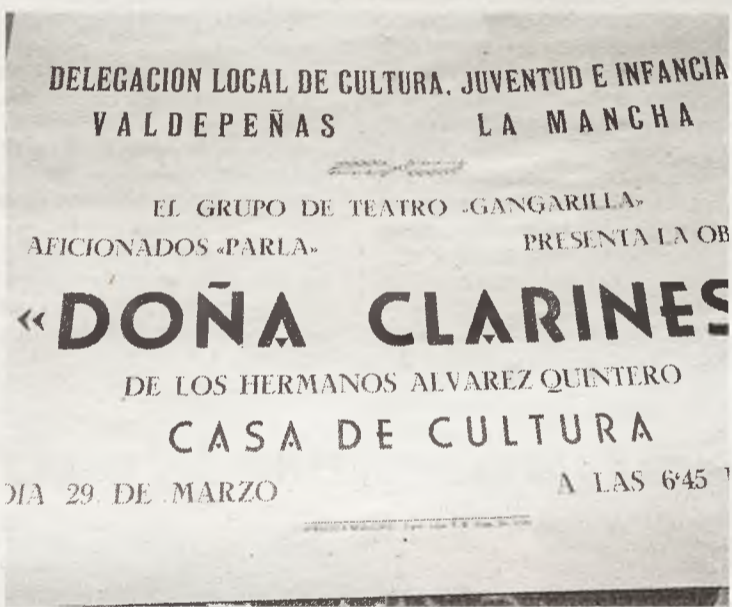 DELEGACION LOCAL DE CULTURA, JUVENTUD E INFANCIA
VALDEPEÑAS LA MANCHA
EL GRUPO DE TEATRO «GANGARILLA»
AFICIONADOS «PARLA» PRESENTA LA OB
«DOÑA CLARINES
DE LOS HERMANOS ALVAREZ QUINTERO
CASA DE CULTURA
DIA 29 DE MARZO A LAS 6'45